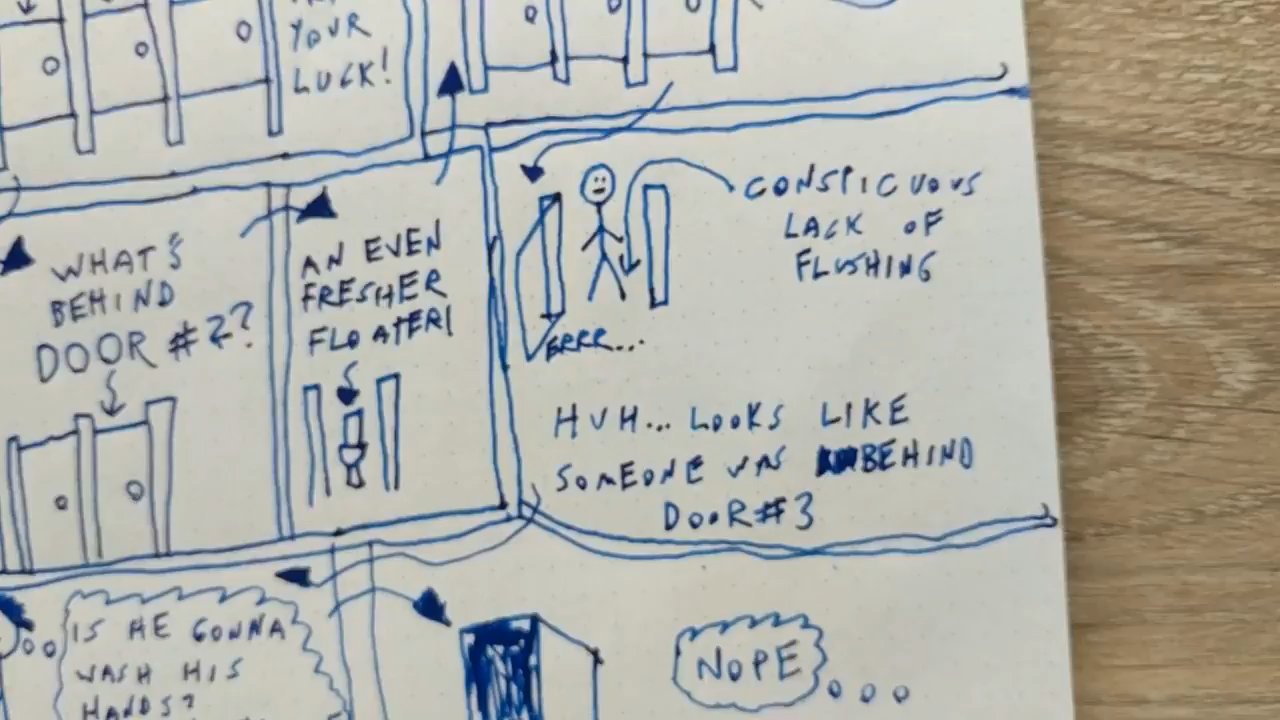 YOUR
LUCK!
WHAT'S
BEHIND
DOOR #2?
AN EVEN
FRESHER
FLOATER!
CONSPICUOUS
LACK OF
FLUSHING
ERRR...
HUH... LOOKS LIKE
SOMEONE WAS BEHIND
DOOR #3
IS HE GONNA
WASH HIS
HANDS?
NOPE